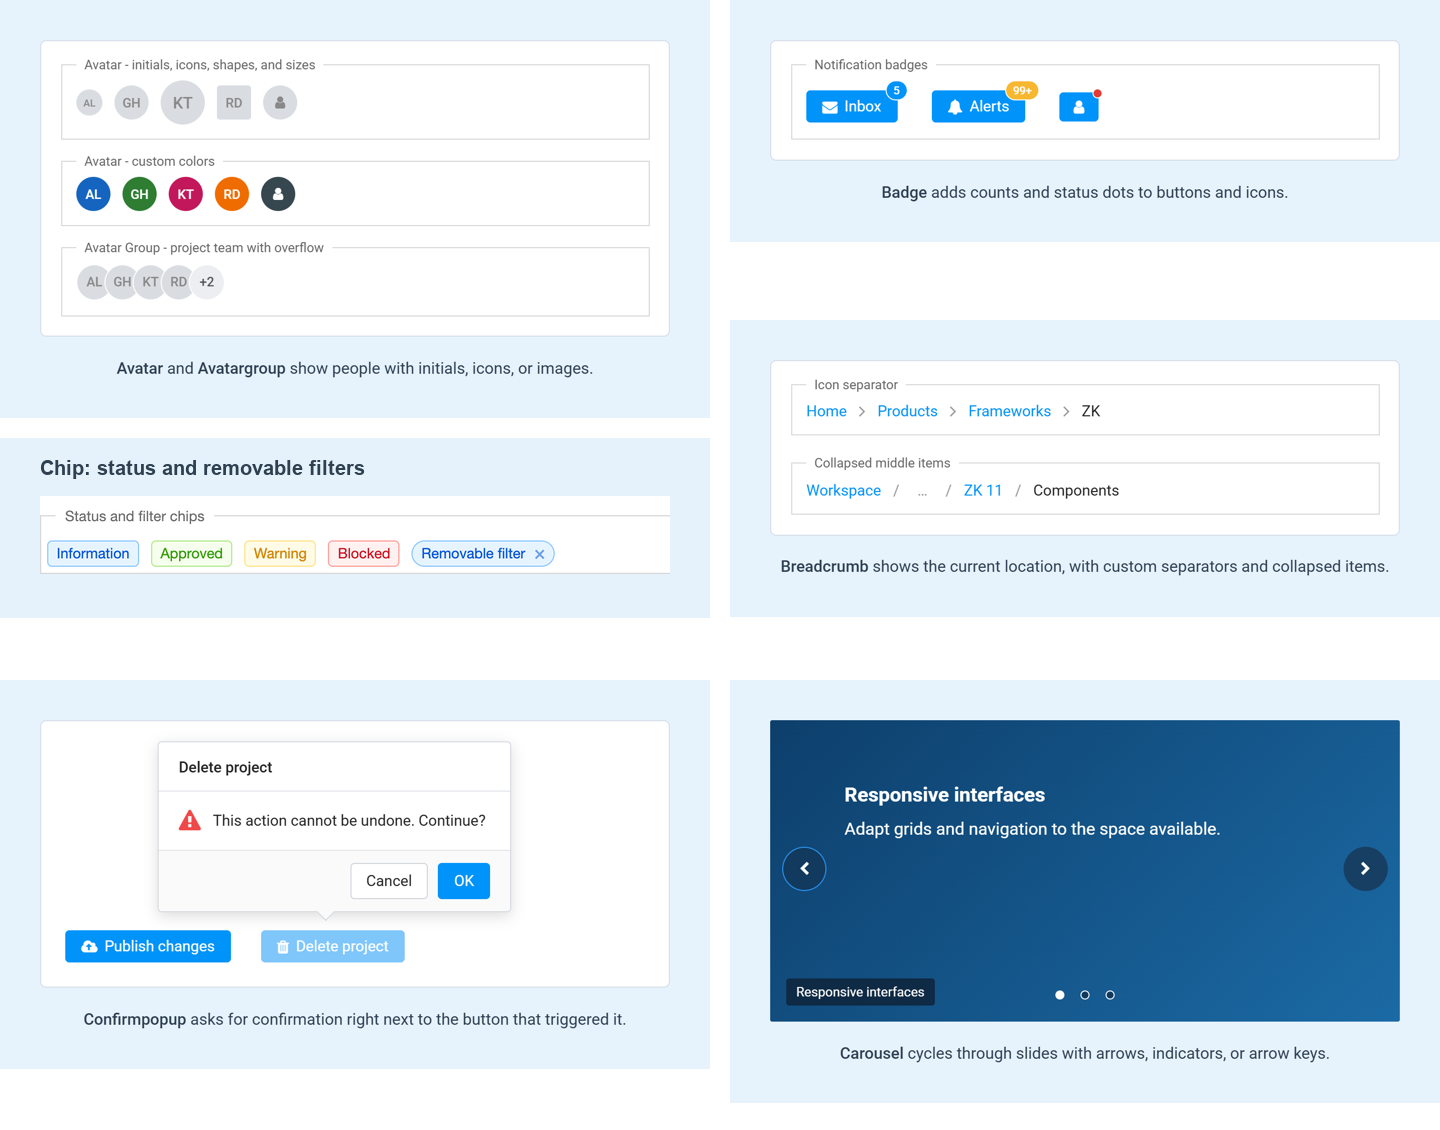 Avatar - initials, icons, shapes, and sizes
AL GH KT RD
Avatar - custom colors
AL GH KT RD
Avatar Group - project team with overflow
AL GH KT RD +2
Avatar and Avatargroup show people with initials, icons, or images.
Notification badges
Inbox 5 Alerts 99+
Badge adds counts and status dots to buttons and icons.
Chip: status and removable filters
Status and filter chips
Information Approved Warning Blocked Removable filter ×
Icon separator
Home > Products > Frameworks > ZK
Collapsed middle items
Workspace / ... / ZK 11 / Components
Breadcrumb shows the current location, with custom separators and collapsed items.
Delete project
This action cannot be undone. Continue?
Cancel OK
Publish changes Delete project
Confirmpopup asks for confirmation right next to the button that triggered it.
Responsive interfaces
Adapt grids and navigation to the space available.
Responsive interfaces
Carousel cycles through slides with arrows, indicators, or arrow keys.